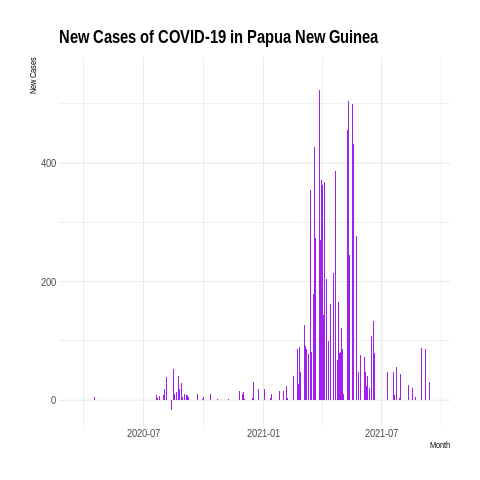 New Cases of COVID-19 in Papua New Guinea
New Cases
400
200
0
2020-07
2021-01
2021-07
Month